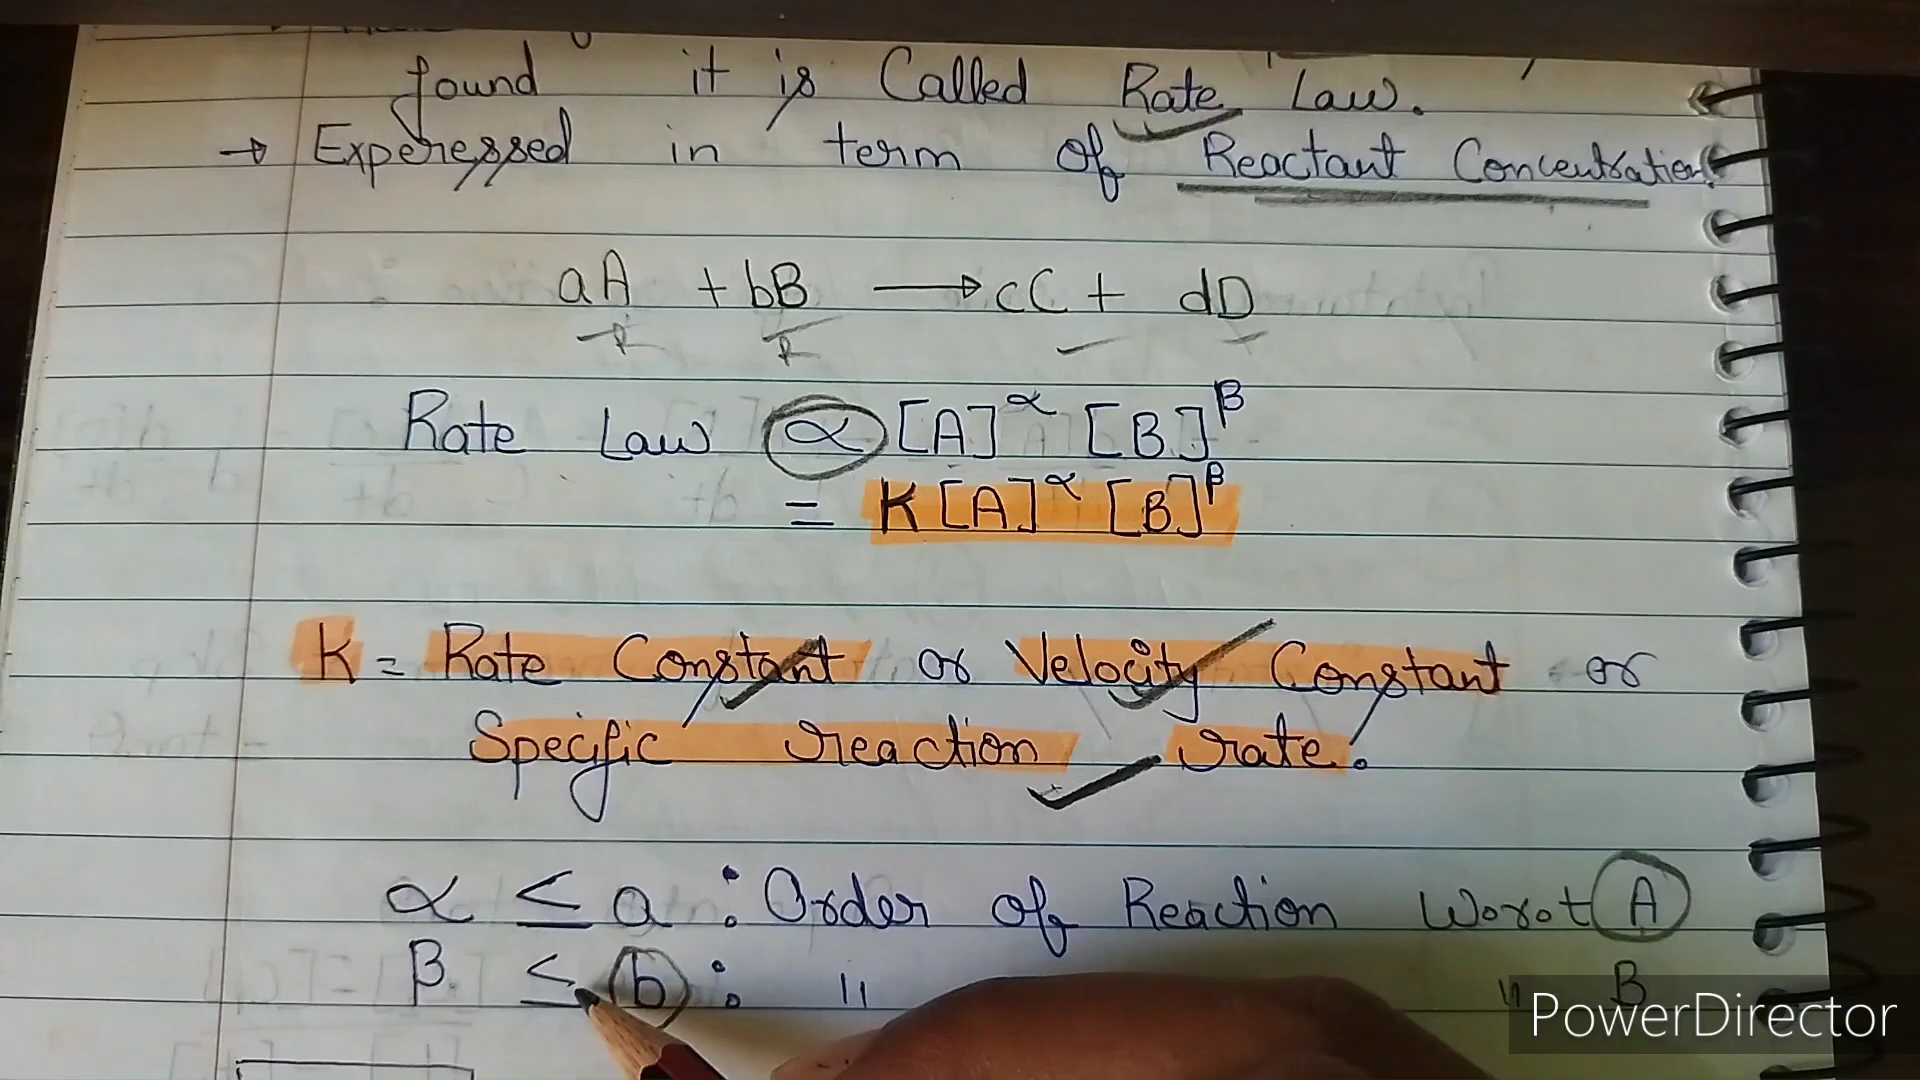 found it is Called Rate Law.
→ Experessed in term of Reactant Concentration.
aA + bB → cC + dD
R R
Rate Law ∝ [A]^α [B]^β
= K[A]^α [B]^β
K = Rate Constant or Velocity Constant or
Specific reaction rate.
α ≤ a : Order of Reaction w.r.t A
β ≤ b : " " B
PowerDirector